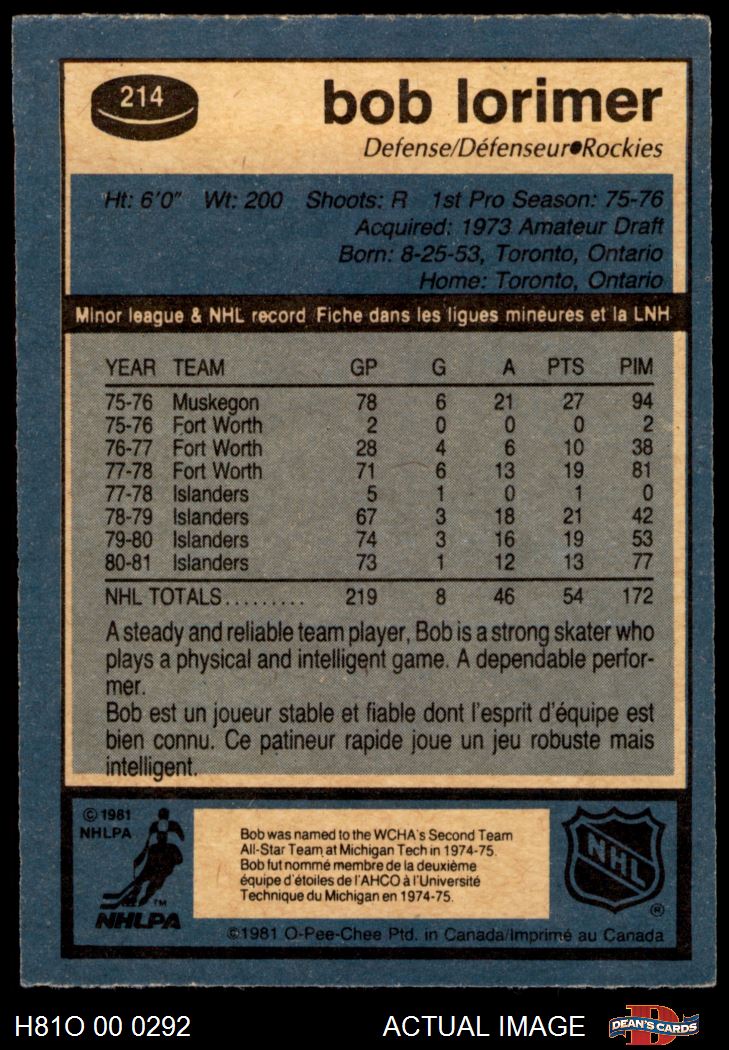 214
bob lorimer
Defense/Défenseur●Rockies
Ht: 6'0" Wt: 200 Shoots: R 1st Pro Season: 75-76
Acquired: 1973 Amateur Draft
Born: 8-25-53, Toronto, Ontario
Home: Toronto, Ontario
Minor league & NHL record Fiche dans les ligues mineures et la LNH
YEAR TEAM GP G A PTS PIM
75-76 Muskegon 78 6 21 27 94
75-76 Fort Worth 2 0 0 0 2
76-77 Fort Worth 28 4 6 10 38
77-78 Fort Worth 71 6 13 19 81
77-78 Islanders 5 1 0 1 0
78-79 Islanders 67 3 18 21 42
79-80 Islanders 74 3 16 19 53
80-81 Islanders 73 1 12 13 77
NHL TOTALS......... 219 8 46 54 172
A steady and reliable team player, Bob is a strong skater who
plays a physical and intelligent game. A dependable perfor-
mer.
Bob est un joueur stable et fiable dont l'esprit d'équipe est
bien connu. Ce patineur rapide joue un jeu robuste mais
intelligent.
© 1981
NHLPA
TM
NHLPA
Bob was named to the WCHA's Second Team
All-Star Team at Michigan Tech in 1974-75.
Bob fut nommé membre de la deuxième
équipe d'étoiles de l'AHCO à l'Université
Technique du Michigan en 1974-75.
NHL
®
©1981 O-Pee-Chee Ptd. in Canada/Imprimé au Canada
H81O 00 0292 ACTUAL IMAGE
DEAN'S CARDS